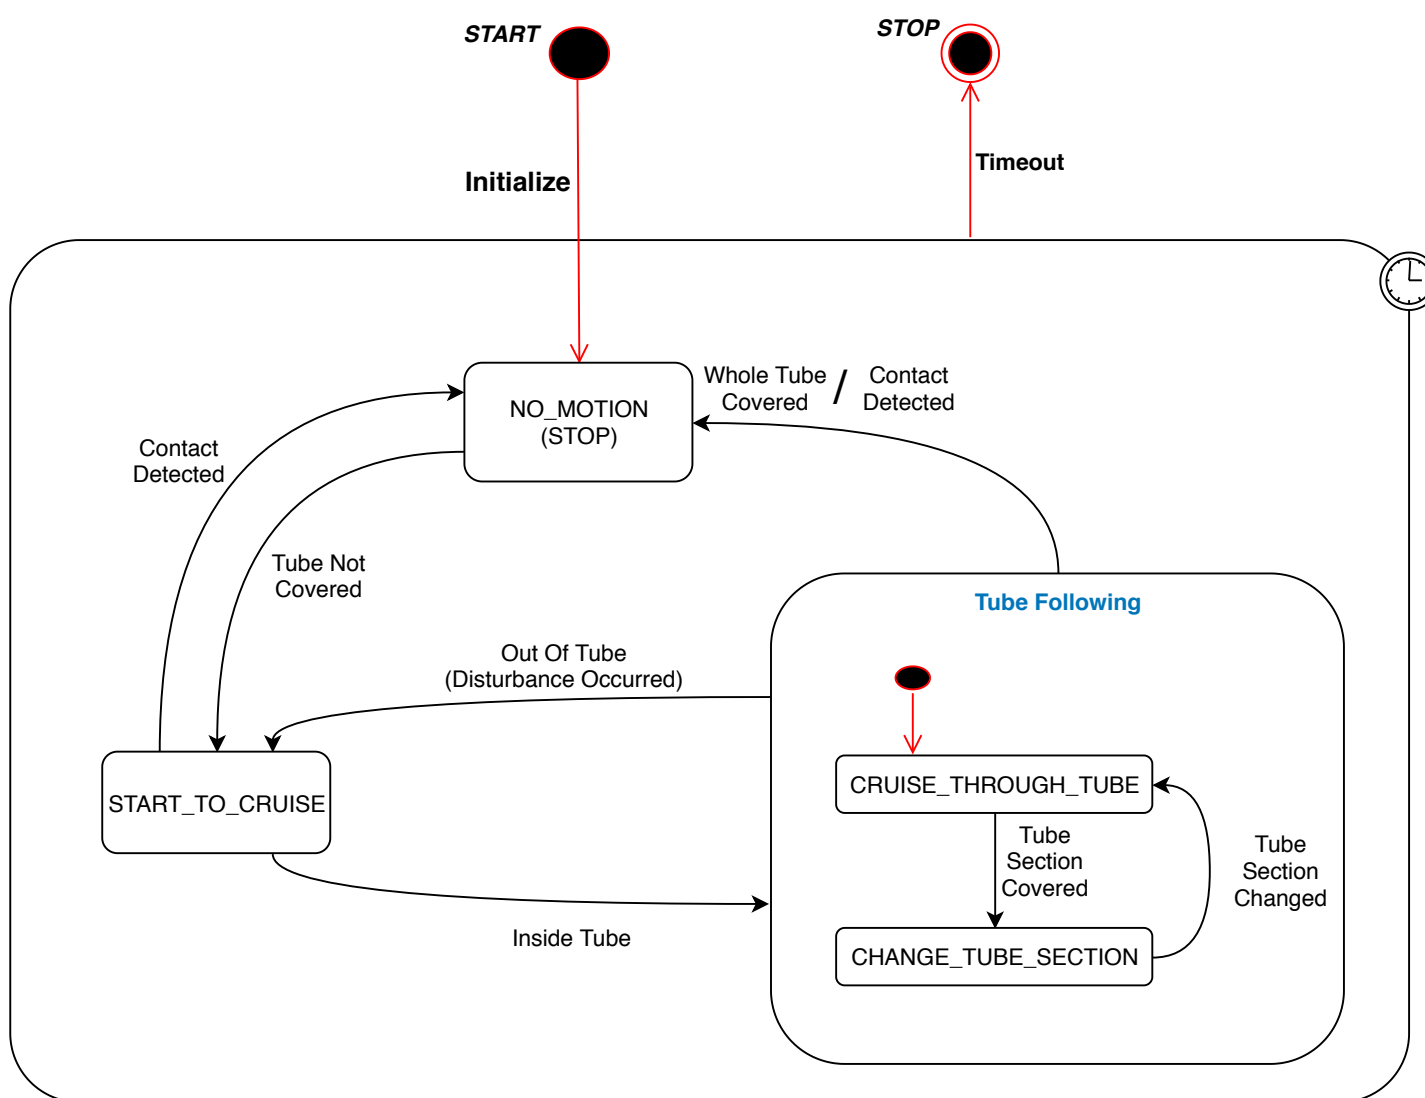 START
STOP
Initialize
Timeout
NO_MOTION
(STOP)
Whole Tube
Covered
/
Contact
Detected
Contact
Detected
Tube Not
Covered
Tube Following
Out Of Tube
(Disturbance Occurred)
START_TO_CRUISE
CRUISE_THROUGH_TUBE
Tube
Section
Covered
Tube
Section
Changed
Inside Tube
CHANGE_TUBE_SECTION